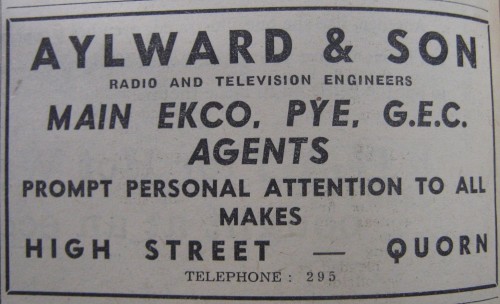 AYLWARD & SON
RADIO AND TELEVISION ENGINEERS
MAIN EKCO, PYE, G.E.C.
AGENTS
PROMPT PERSONAL ATTENTION TO ALL
MAKES
HIGH STREET — QUORN
TELEPHONE: 295